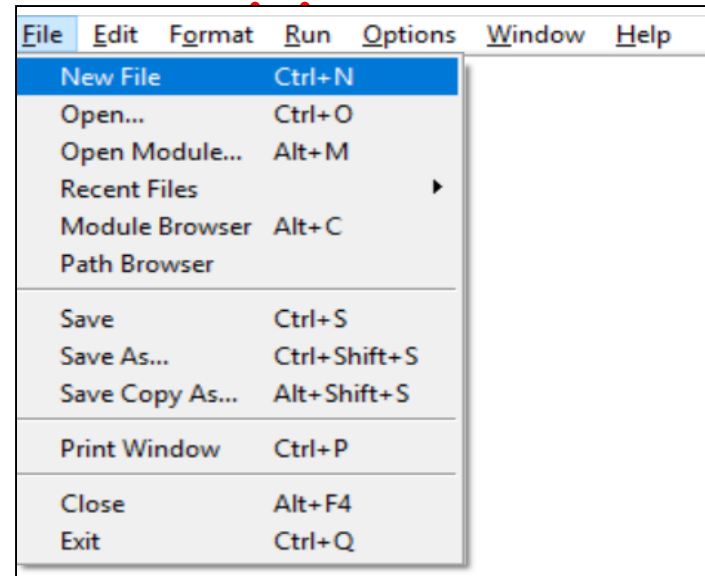 File Edit Format Run Options Window Help
New File Ctrl+N
Open... Ctrl+O
Open Module... Alt+M
Recent Files
Module Browser Alt+C
Path Browser
Save Ctrl+S
Save As... Ctrl+Shift+S
Save Copy As... Alt+Shift+S
Print Window Ctrl+P
Close Alt+F4
Exit Ctrl+Q